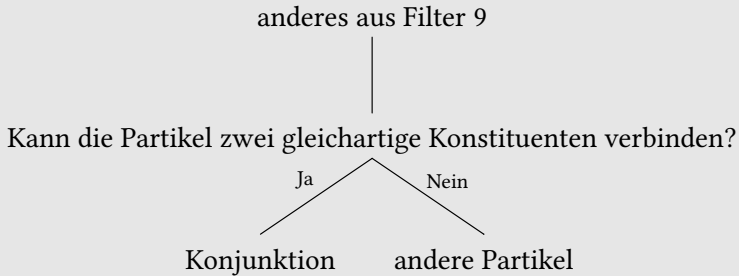 anderes aus Filter 9
Kann die Partikel zwei gleichartige Konstituenten verbinden?
Ja Nein
Konjunktion andere Partikel